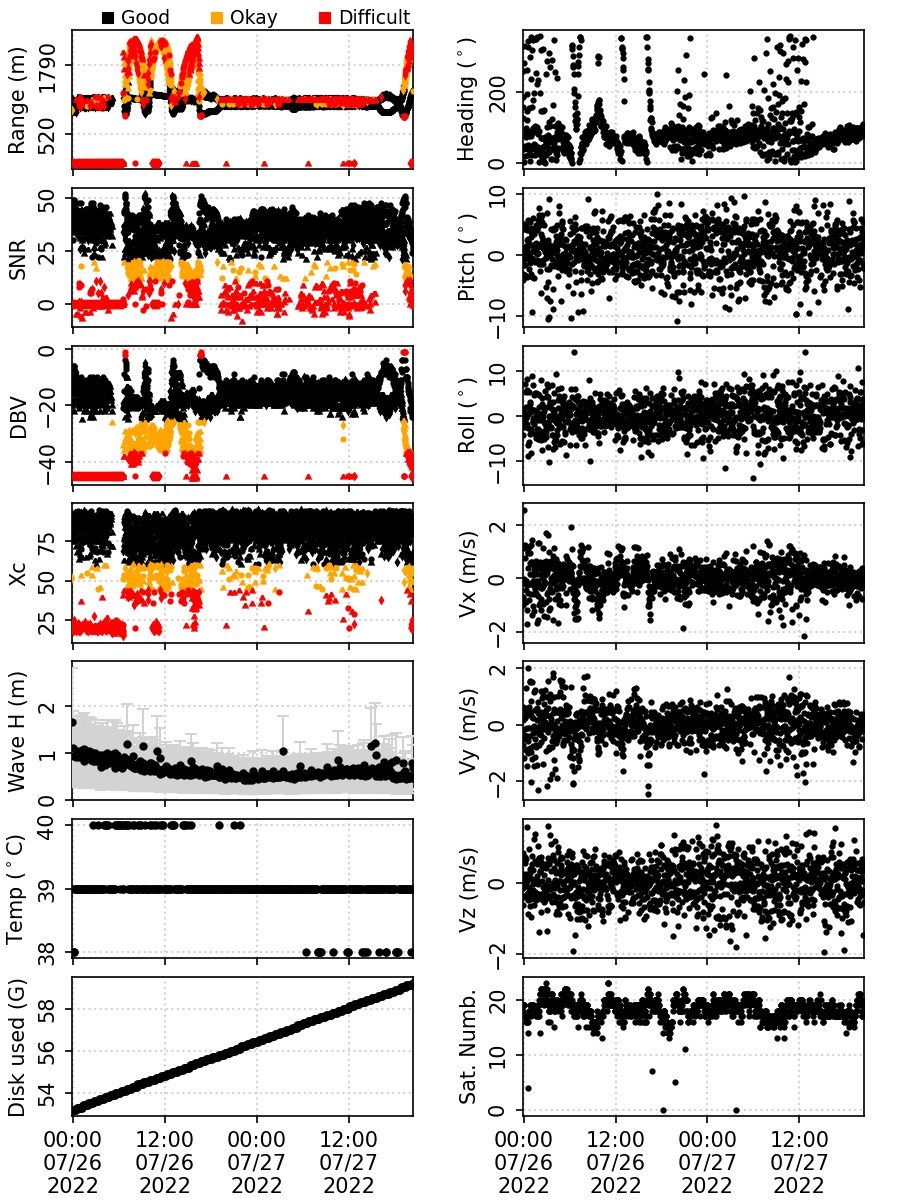 Good Okay Difficult
Range (m)
1790
520
Heading (°)
200
0
SNR
50
25
0
Pitch (°)
10
0
−10
DBV
0
−20
−40
Roll (°)
10
0
−10
Xc
75
50
25
Vx (m/s)
2
0
−2
Wave H (m)
2
1
0
Vy (m/s)
2
0
−2
Temp (°C)
40
39
38
Vz (m/s)
0
−2
Disk used (G)
58
56
54
Sat. Numb.
20
10
0
00:00 12:00 00:00 12:00
07/26 07/26 07/27 07/27
2022 2022 2022 2022
00:00 12:00 00:00 12:00
07/26 07/26 07/27 07/27
2022 2022 2022 2022